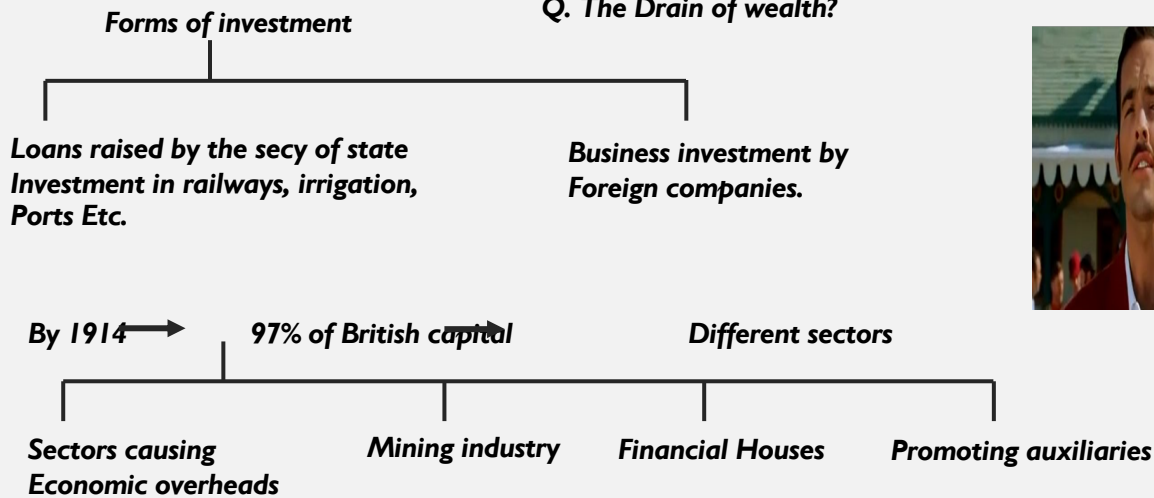 Q. The Drain of wealth?
Forms of investment
Loans raised by the secy of state
Investment in railways, irrigation,
Ports Etc.
Business investment by
Foreign companies.
By 1914 97% of British capital Different sectors
Sectors causing
Economic overheads
Mining industry
Financial Houses
Promoting auxiliaries